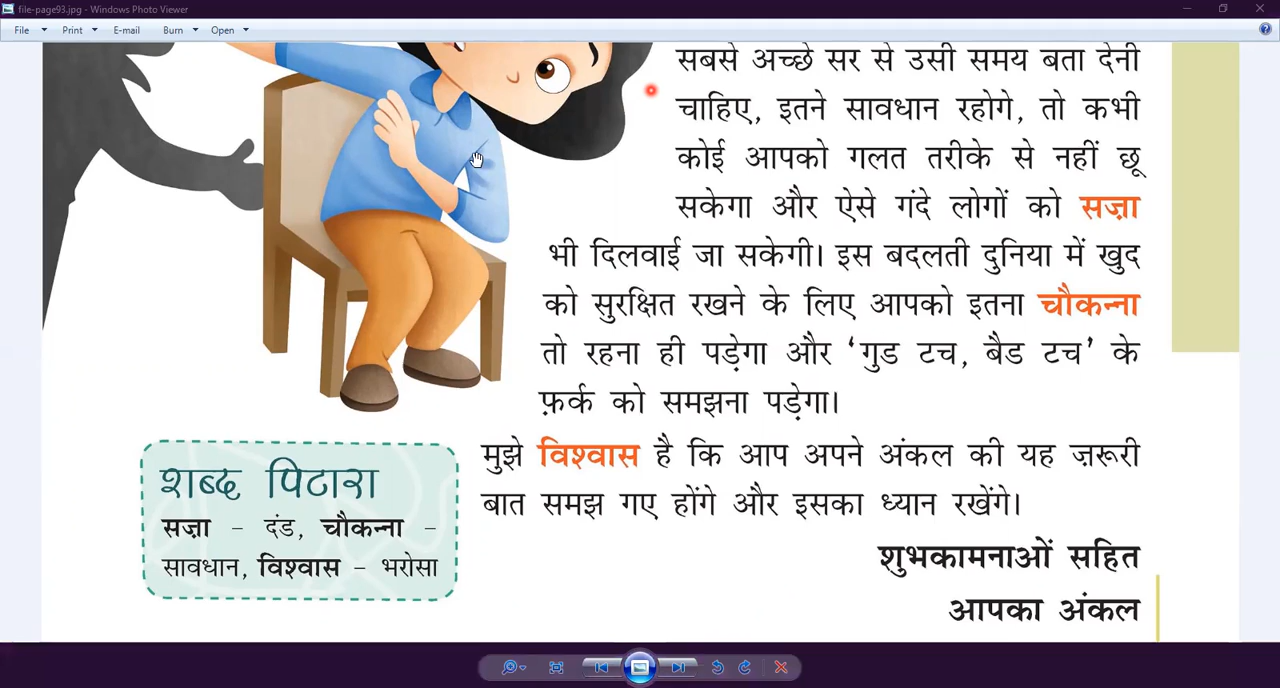 file-page93.jpg - Windows Photo Viewer
File Print E-mail Burn Open
सबसे अच्छे सर से उसी समय बता देनी
चाहिए, इतने सावधान रहोगे, तो कभी
कोई आपको गलत तरीके से नहीं छू
सकेगा और ऐसे गंदे लोगों को सज़ा
भी दिलवाई जा सकेगी। इस बदलती दुनिया में खुद
को सुरक्षित रखने के लिए आपको इतना चौकन्ना
तो रहना ही पड़ेगा और ‘गुड टच, बैड टच’ के
फ़र्क को समझना पड़ेगा।
मुझे विश्वास है कि आप अपने अंकल की यह ज़रूरी
बात समझ गए होंगे और इसका ध्यान रखेंगे।
शुभकामनाओं सहित
आपका अंकल
शब्द पिटारा
सज़ा – दंड, चौकन्ना –
सावधान, विश्वास – भरोसा